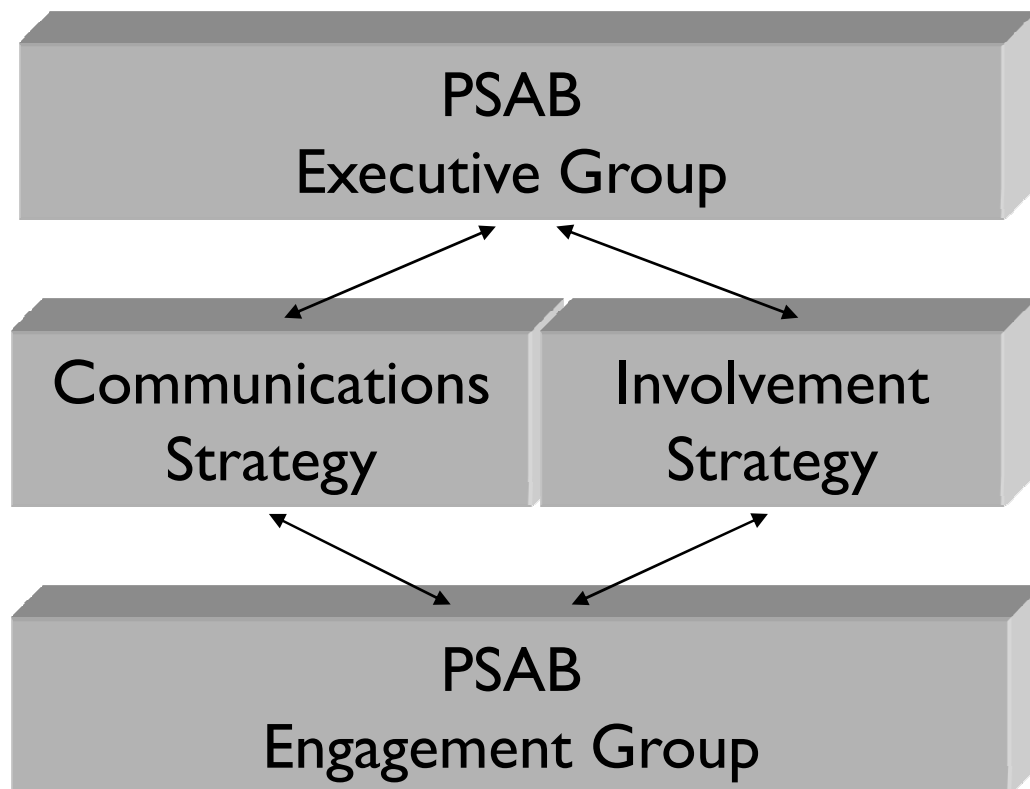 PSAB
Executive Group
Communications
Strategy
Involvement
Strategy
PSAB
Engagement Group